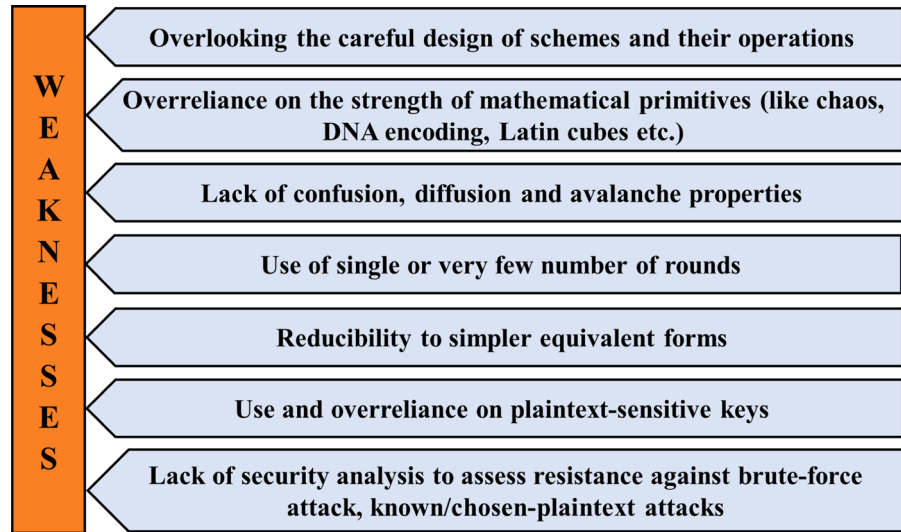 WEAKNESSES
Overlooking the careful design of schemes and their operations
Overreliance on the strength of mathematical primitives (like chaos,
DNA encoding, Latin cubes etc.)
Lack of confusion, diffusion and avalanche properties
Use of single or very few number of rounds
Reducibility to simpler equivalent forms
Use and overreliance on plaintext-sensitive keys
Lack of security analysis to assess resistance against brute-force
attack, known/chosen-plaintext attacks